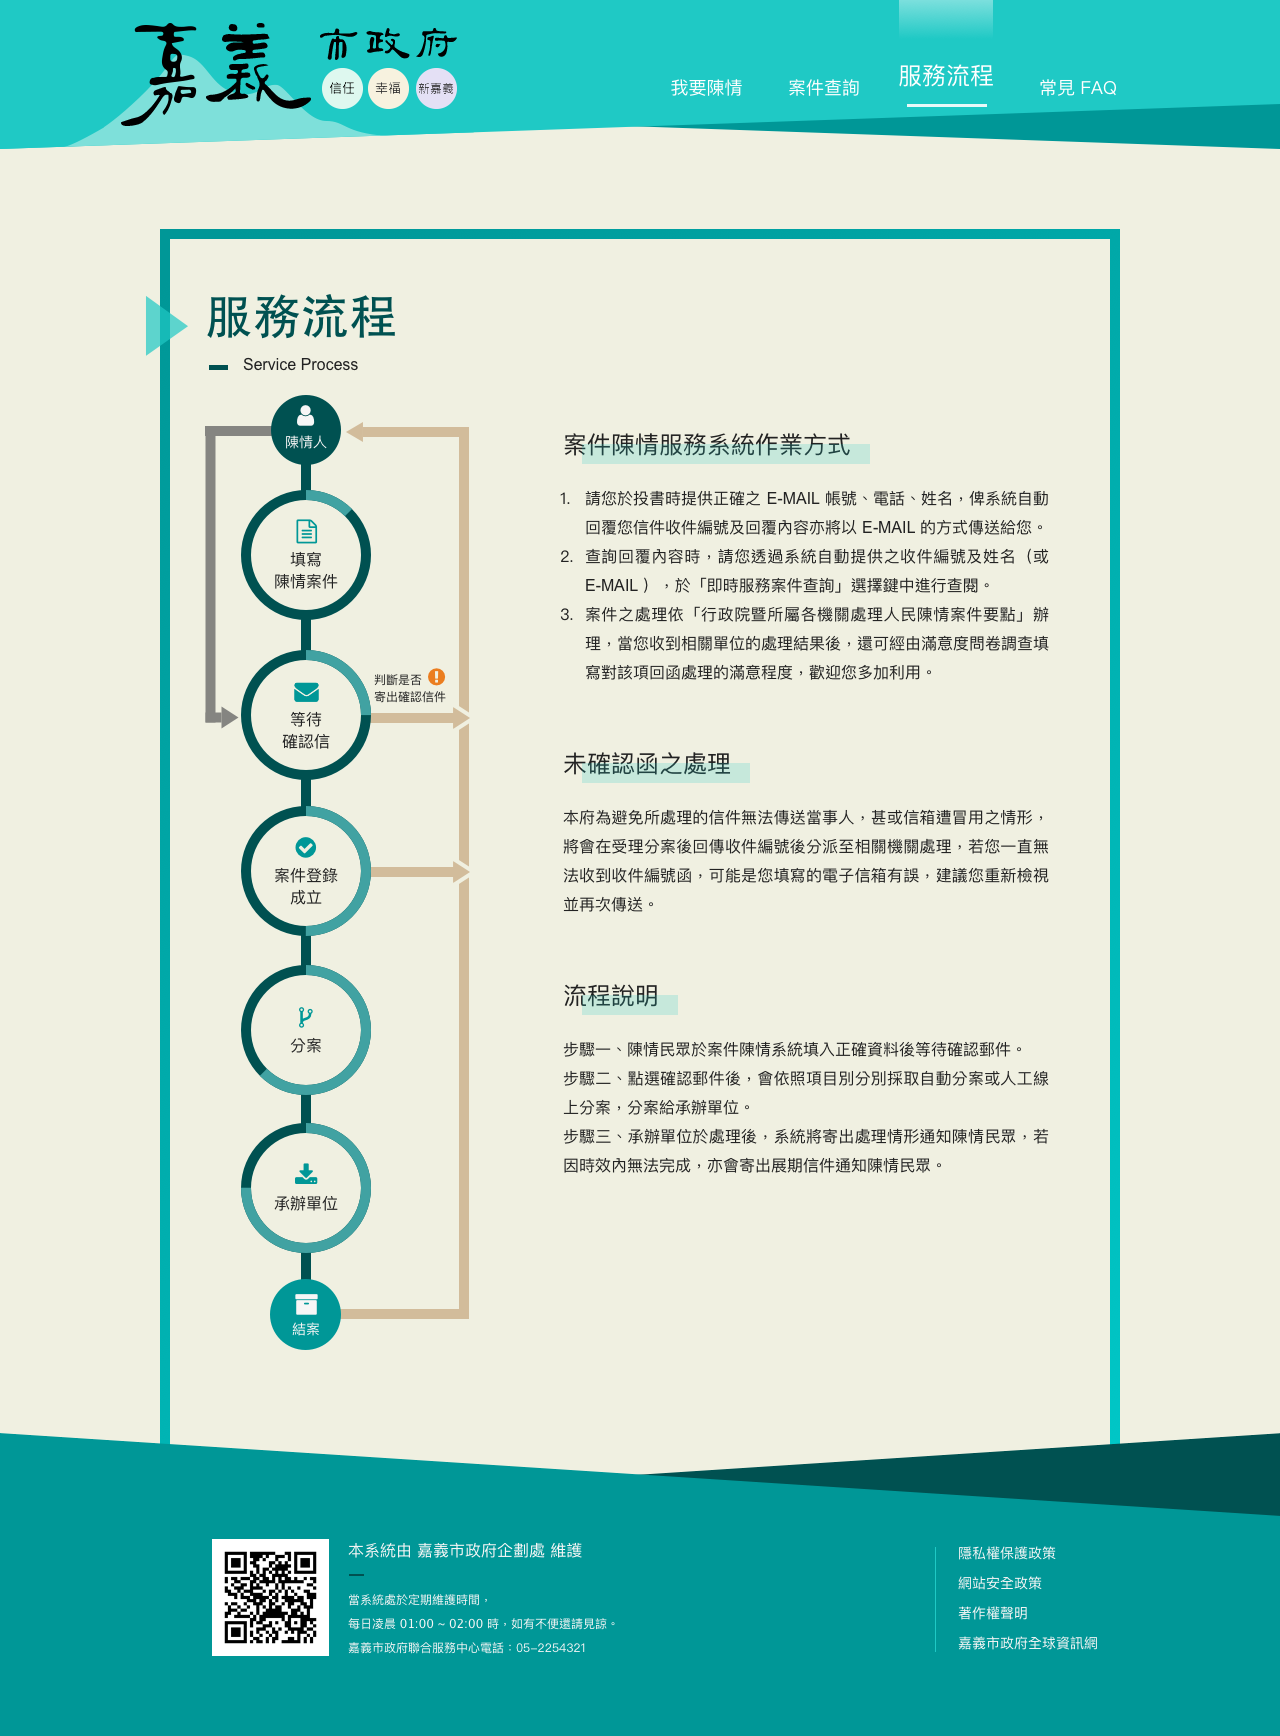 嘉義市政府
信任 幸福 新嘉義
我要陳情 案件查詢 服務流程 常見 FAQ
服務流程
Service Process
陳情人
填寫
陳情案件
判斷是否
寄出確認信件
等待
確認信
案件登錄
成立
分案
承辦單位
結案
案件陳情服務系統作業方式
1. 請您於投書時提供正確之 E-MAIL 帳號、電話、姓名，俾系統自動
回覆您信件收件編號及回覆內容亦將以 E-MAIL 的方式傳送給您。
2. 查詢回覆內容時，請您透過系統自動提供之收件編號及姓名（或
E-MAIL ），於「即時服務案件查詢」選擇鍵中進行查閱。
3. 案件之處理依「行政院暨所屬各機關處理人民陳情案件要點」辦
理，當您收到相關單位的處理結果後，還可經由滿意度問卷調查填
寫對該項回函處理的滿意程度，歡迎您多加利用。
未確認函之處理
本府為避免所處理的信件無法傳送當事人，甚或信箱遭冒用之情形，
將會在受理分案後回傳收件編號後分派至相關機關處理，若您一直無
法收到收件編號函，可能是您填寫的電子信箱有誤，建議您重新檢視
並再次傳送。
流程說明
步驟一、陳情民眾於案件陳情系統填入正確資料後等待確認郵件。
步驟二、點選確認郵件後，會依照項目別分別採取自動分案或人工線
上分案，分案給承辦單位。
步驟三、承辦單位於處理後，系統將寄出處理情形通知陳情民眾，若
因時效內無法完成，亦會寄出展期信件通知陳情民眾。
本系統由 嘉義市政府企劃處 維護
當系統處於定期維護時間，
每日凌晨 01:00 ~ 02:00 時，如有不便還請見諒。
嘉義市政府聯合服務中心電話：05-2254321
隱私權保護政策
網站安全政策
著作權聲明
嘉義市政府全球資訊網